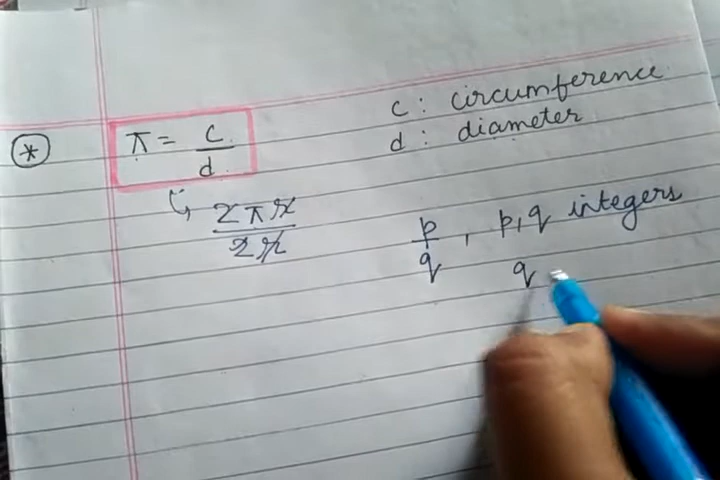 * π = c/d
c : circumference
d : diameter
2πr/2r
p/q , p,q integers
q